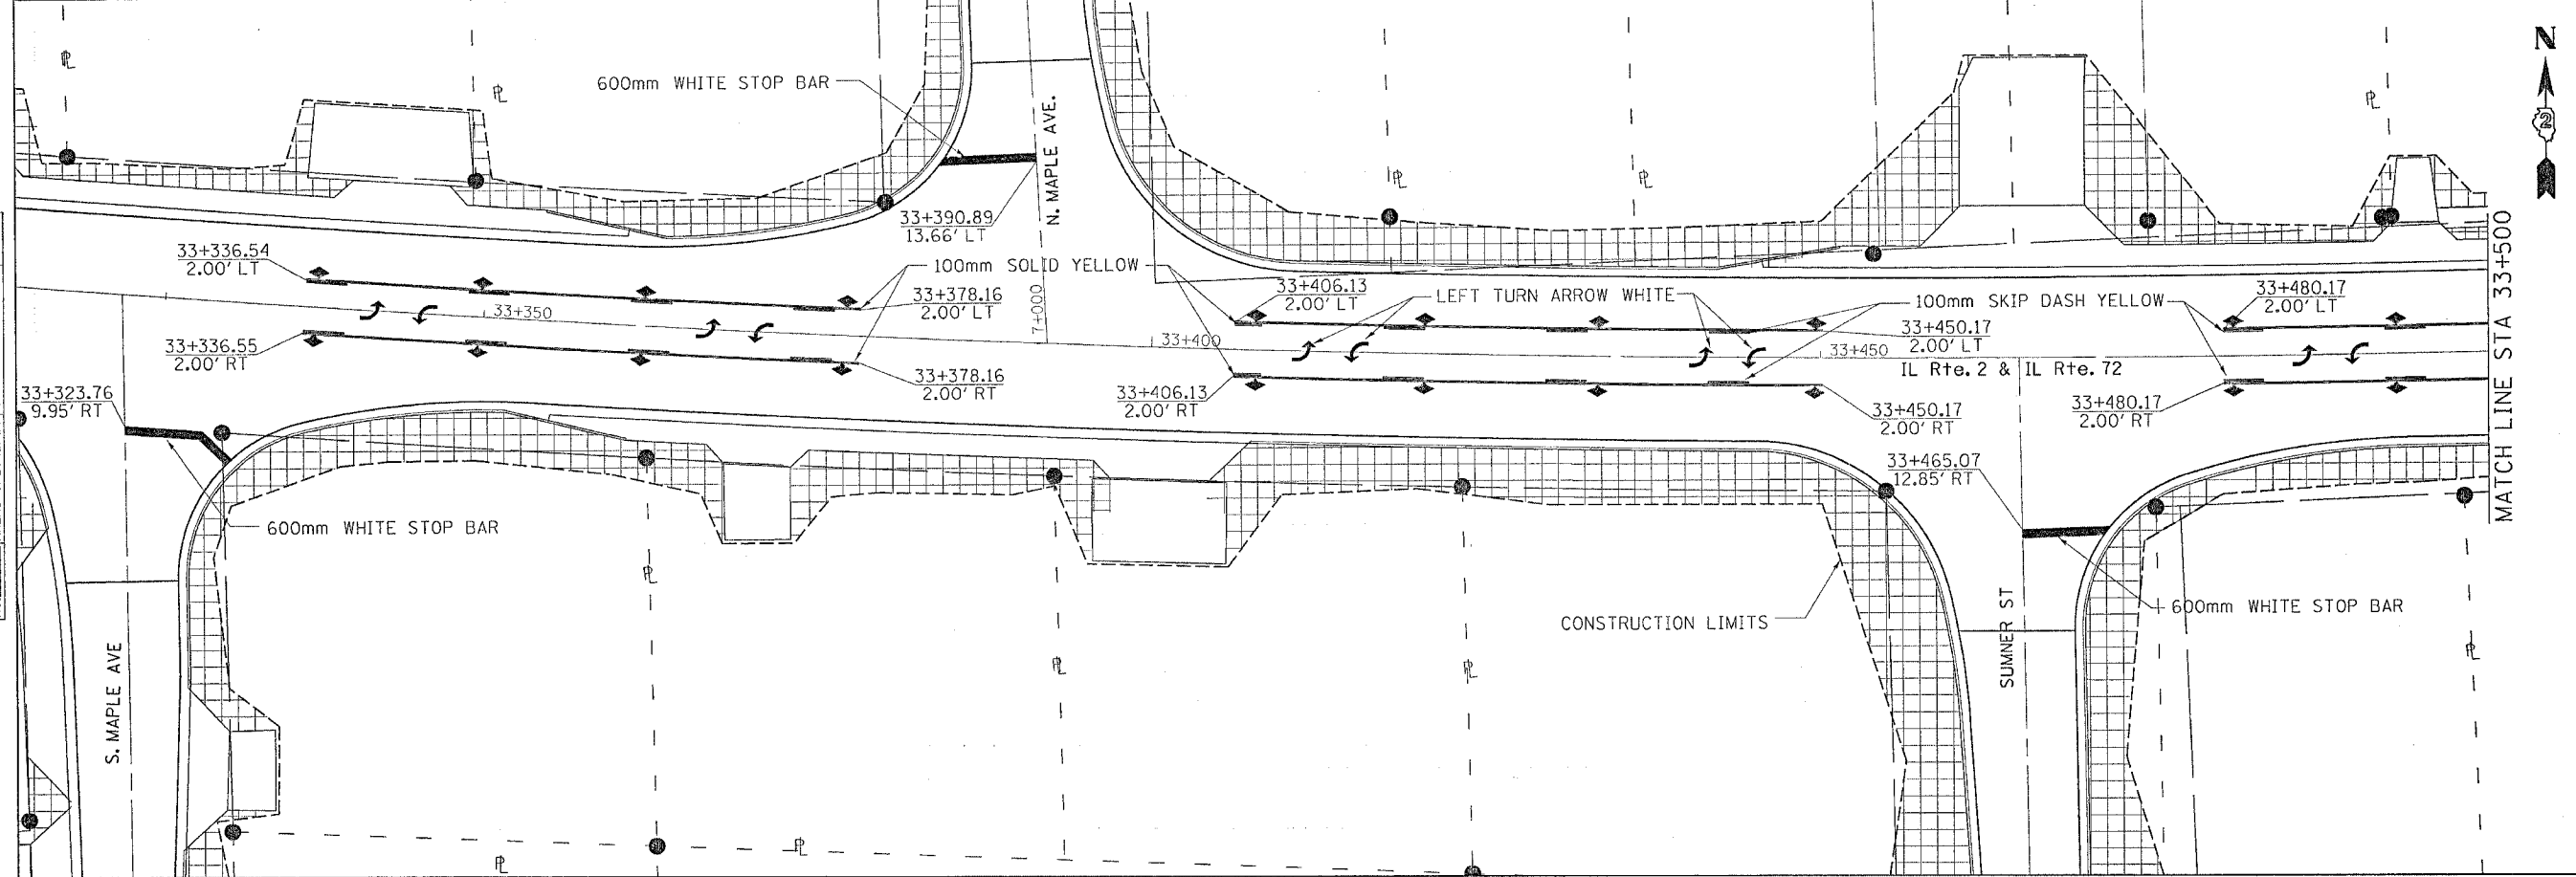 N
2
℄
℄
℄
℄
℄
600mm WHITE STOP BAR
N. MAPLE AVE.
33+390.89
13.66' LT
33+336.54
2.00' LT
100mm SOLID YELLOW
33+378.16
2.00' LT
33+350
7+000
33+406.13
2.00' LT
LEFT TURN ARROW WHITE
100mm SKIP DASH YELLOW
33+480.17
2.00' LT
33+450.17
2.00' LT
MATCH LINE STA 33+500
33+336.55
2.00' RT
33+400
33+450
IL Rte. 2 & IL Rte. 72
33+378.16
2.00' RT
33+406.13
2.00' RT
33+450.17
2.00' RT
33+480.17
2.00' RT
33+323.76
9.95' RT
33+465.07
12.85' RT
600mm WHITE STOP BAR
600mm WHITE STOP BAR
CONSTRUCTION LIMITS
S. MAPLE AVE
SUMNER ST